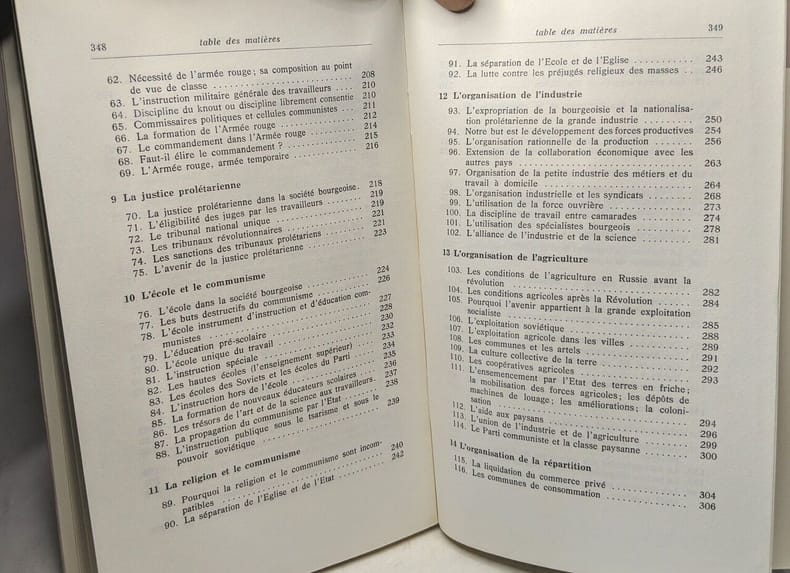 348
table des matières
62. Nécessité de l'armée rouge; sa composition au point
de vue de classe . . . . . . . . . . 208
63. L'instruction militaire générale des travailleurs . . . 210
64. Discipline du knout ou discipline librement consentie 210
65. Commissaires politiques et cellules communistes . . . 211
66. La formation de l'Armée rouge . . . . . . 212
67. Le commandement dans l'Armée rouge . . . . . 214
68. Faut-il élire le commandement ? . . . . . . 215
69. L'Armée rouge, armée temporaire . . . . . . 216
9 La justice prolétarienne
70. La justice prolétarienne dans la société bourgeoise. 218
71. L'éligibilité des juges par les travailleurs . . . . 219
72. Le tribunal national unique . . . . . . . 219
73. Les tribunaux révolutionnaires . . . . . . 221
74. Les sanctions des tribunaux prolétariens . . . . 221
75. L'avenir de la justice prolétarienne . . . . . 223
10 L'école et le communisme
76. L'école dans la société bourgeoise . . . . . 224
77. Les buts destructifs du communisme . . . . . 226
78. L'école instrument d'instruction et d'éducation com-
munistes . . . . . . . . . . 227
79. L'éducation pré-scolaire . . . . . . . . 228
80. L'école unique du travail . . . . . . . 230
81. L'instruction spéciale . . . . . . . . 232
82. Les hautes écoles (l'enseignement supérieur) . . . 233
83. Les écoles des Soviets et les écoles du Parti . . . 234
84. L'instruction hors de l'école . . . . . . . 235
85. La formation de nouveaux éducateurs scolaires . . . 236
86. Les trésors de l'art et de la science aux travailleurs. 237
87. La propagation du communisme par l'Etat . . . . 238
88. L'instruction publique sous le tsarisme et sous le
pouvoir soviétique . . . . . . . . . 239
11 La religion et le communisme
89. Pourquoi la religion et le communisme sont incom-
patibles . . . . . . . . . . 240
90. La séparation de l'Eglise et de l'Etat . . . . . 242
table des matières
349
91. La séparation de l'Ecole et de l'Eglise . . . . . 243
92. La lutte contre les préjugés religieux des masses . . 246
12 L'organisation de l'industrie
93. L'expropriation de la bourgeoisie et la nationalisa-
tion prolétarienne de la grande industrie . . . . 250
94. Notre but est le développement des forces productives 254
95. L'organisation rationnelle de la production . . . . 256
96. Extension de la collaboration économique avec les
autres pays . . . . . . . . . . 263
97. Organisation de la petite industrie des métiers et du
travail à domicile . . . . . . . . . 264
98. L'organisation industrielle et les syndicats . . . . 268
99. L'utilisation de la force ouvrière . . . . . . 273
100. La discipline de travail entre camarades . . . . 274
101. L'utilisation des spécialistes bourgeois . . . . . 278
102. L'alliance de l'industrie et de la science . . . . 281
13 L'organisation de l'agriculture
103. Les conditions de l'agriculture en Russie avant la
révolution . . . . . . . . . . 282
104. Les conditions agricoles après la Révolution . . . . 284
105. Pourquoi l'avenir appartient à la grande exploitation
socialiste . . . . . . . . . . 285
106. L'exploitation soviétique . . . . . . . . 288
107. L'exploitation agricole dans les villes . . . . . 289
108. Les communes et les artels . . . . . . . 291
109. La culture collective de la terre . . . . . . 292
110. Les coopératives agricoles . . . . . . . 293
111. L'ensemencement par l'Etat des terres en friche;
la mobilisation des forces agricoles; les dépôts de
machines de louage; les améliorations; la coloni-
sation . . . . . . . . . . 294
112. L'aide aux paysans . . . . . . . . 296
113. L'union de l'industrie et de l'agriculture . . . . 299
114. Le Parti communiste et la classe paysanne . . . . 300
14 L'organisation de la répartition
115. La liquidation du commerce privé . . . . . . 304
116. Les communes de consommation . . . . . . 306